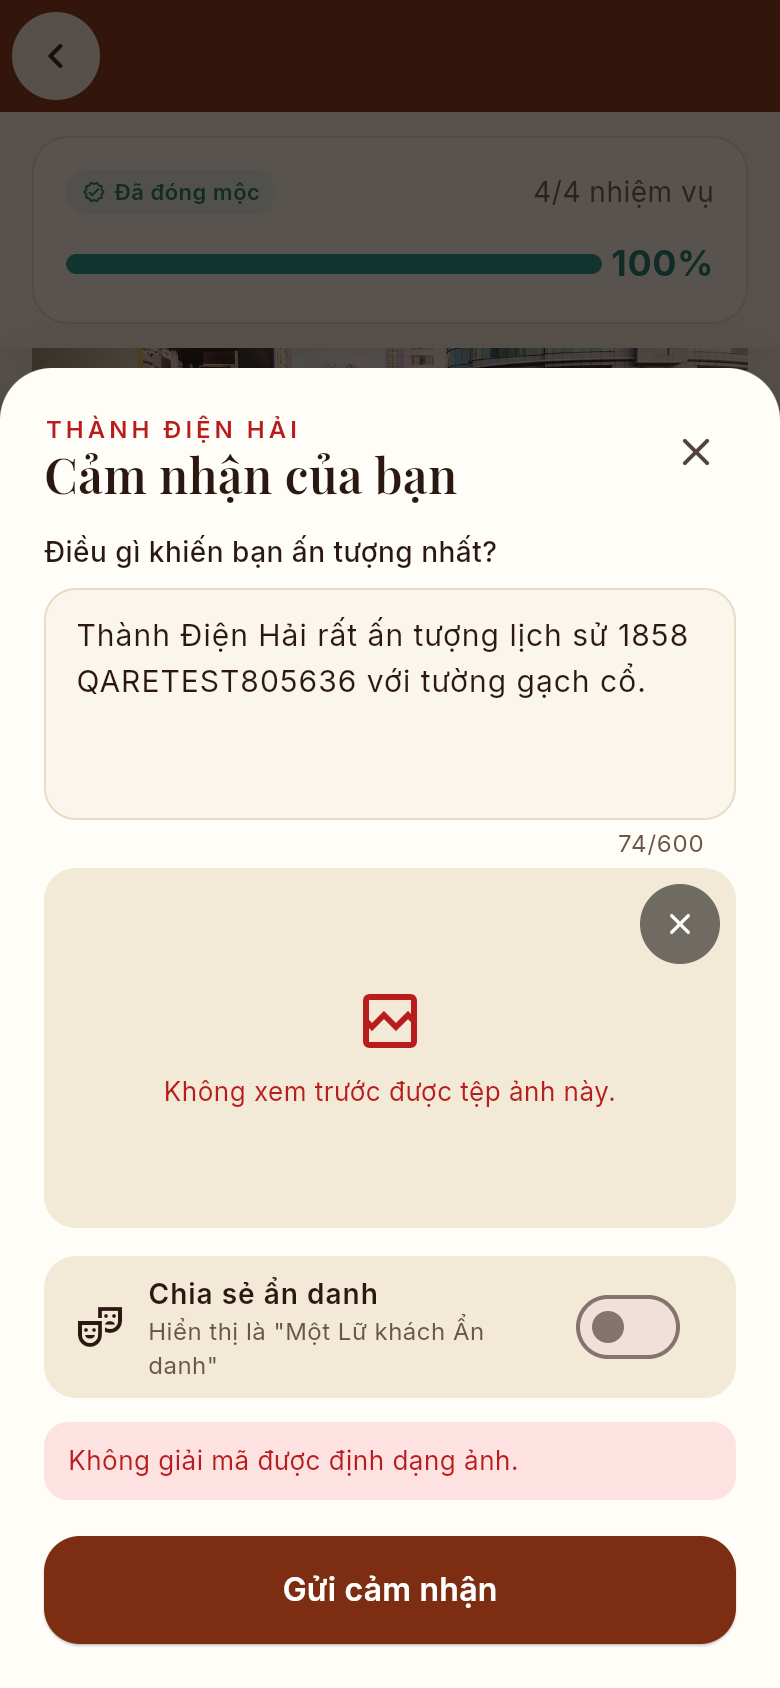 Đã đóng mộc
4/4 nhiệm vụ
100%
THÀNH ĐIỆN HẢI
Cảm nhận của bạn
Điều gì khiến bạn ấn tượng nhất?
Thành Điện Hải rất ấn tượng lịch sử 1858
QARETEST805636 với tường gạch cổ.
74/600
Không xem trước được tệp ảnh này.
Chia sẻ ẩn danh
Hiển thị là "Một Lữ khách Ẩn
danh"
Không giải mã được định dạng ảnh.
Gửi cảm nhận